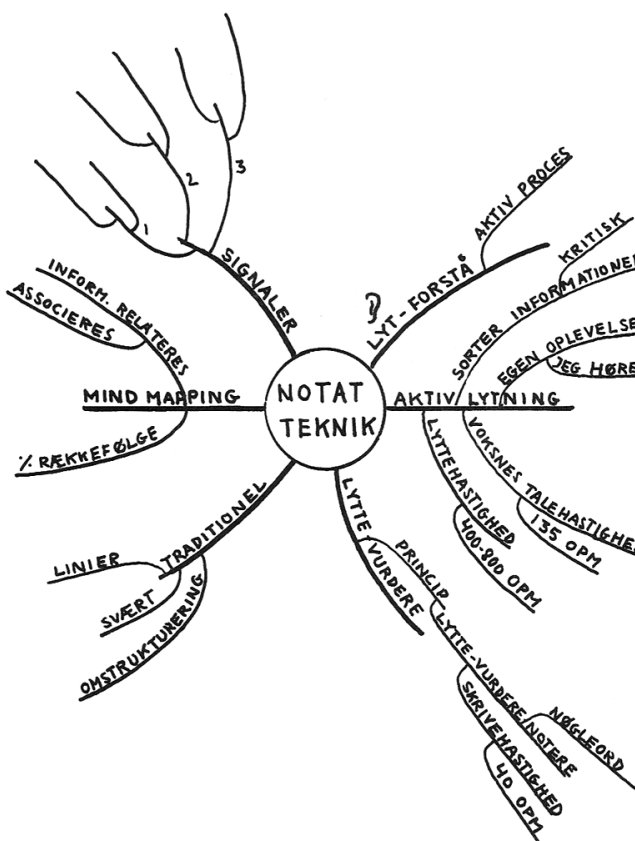 NOTAT
TEKNIK
SIGNALER
1
2
3
LYT-FORSTÅ
AKTIV PROCES
AKTIV LYTNING
SORTER INFORMATIONE
KRITISK
EGEN OPLEVELSE
JEG HØRE
VOKSNES TALEHASTIGHED
135 OPM
LYTTEHASTIGHED
400-800 OPM
LYTTE VURDERE
PRINCIP
LYTTE-VURDERE/NOTERE
NØGLEORD
SKRIVEHASTIGHED
40 OPM
TRADITIONEL
LINIER
SVÆRT
OMSTRUKTURERING
MIND MAPPING
INFORM. RELATERES
ASSOCIERES
÷ RÆKKEFØLGE